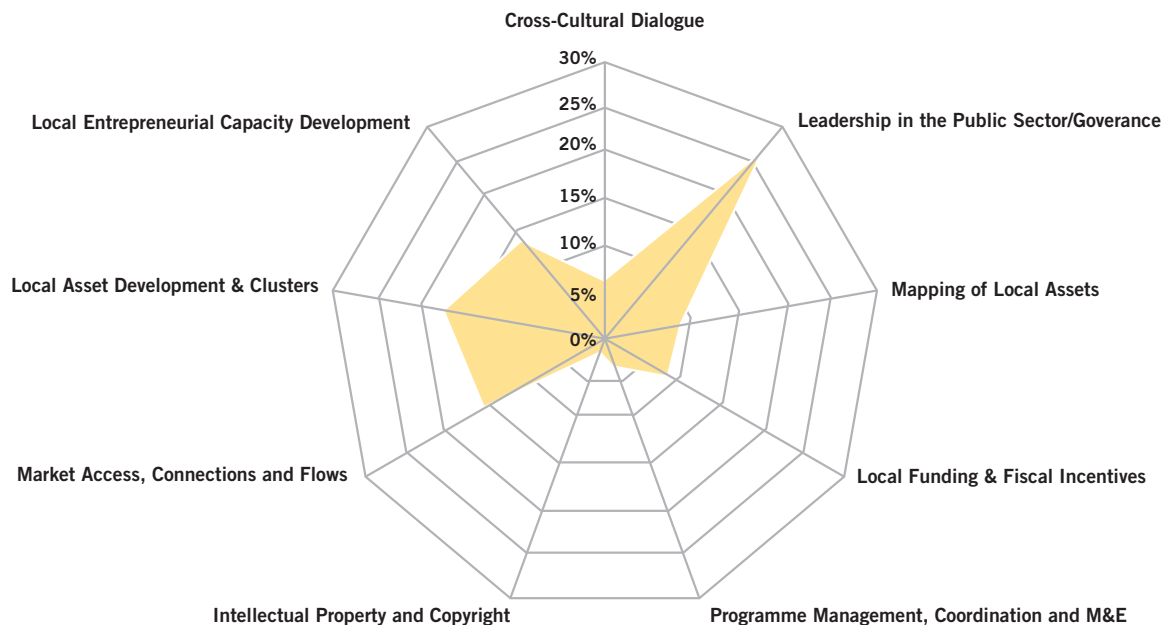 Cross-Cultural Dialogue
30%
Local Entrepreneurial Capacity Development
Leadership in the Public Sector/Goverance
25%
20%
15%
10%
Local Asset Development & Clusters
Mapping of Local Assets
5%
0%
Market Access, Connections and Flows
Local Funding & Fiscal Incentives
Intellectual Property and Copyright
Programme Management, Coordination and M&E